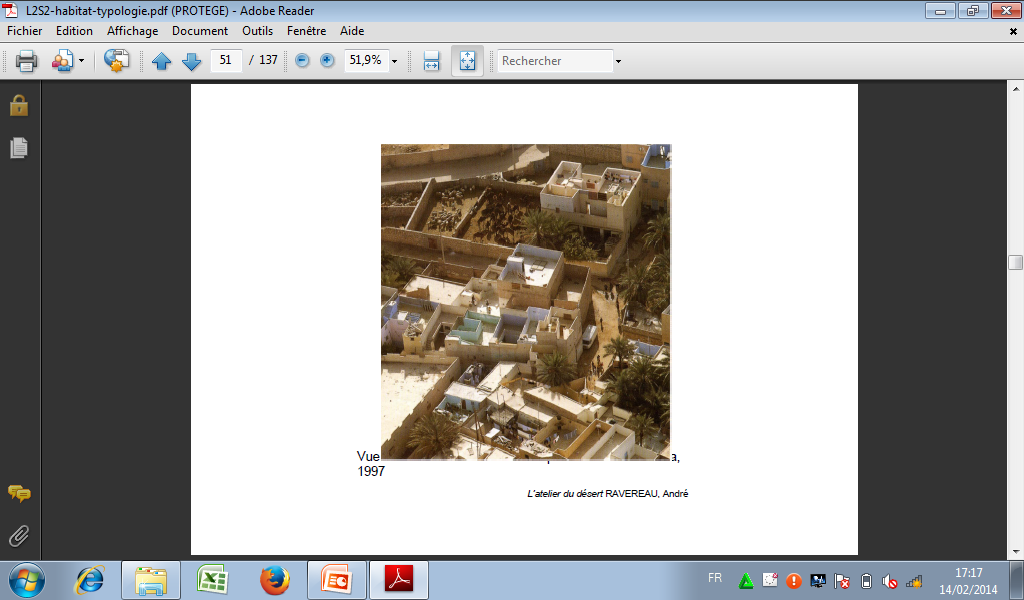 L2S2-habitat-typologie.pdf (PROTEGE) - Adobe Reader
Fichier Edition Affichage Document Outils Fenêtre Aide
51 / 137 51,9% Rechercher
Vue a,
1997
L'atelier du désert RAVEREAU, André
FR 17:17
14/02/2014